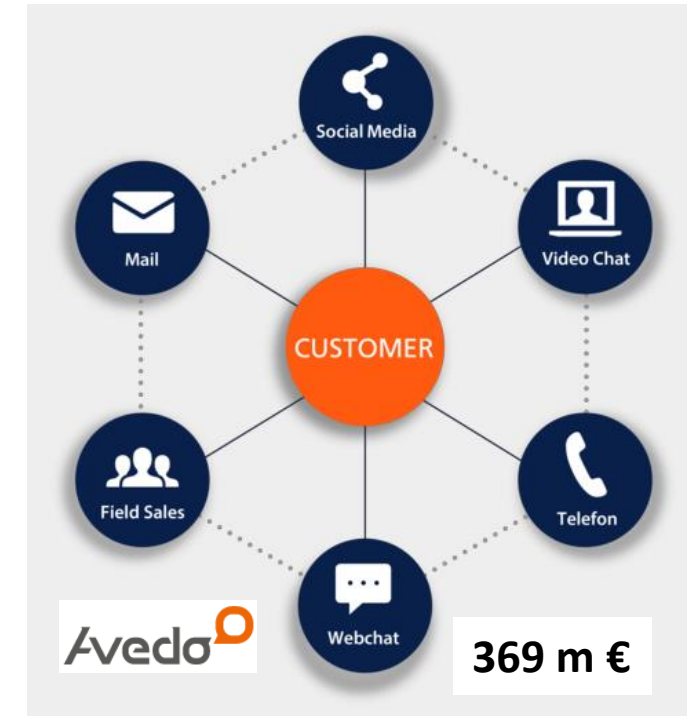 Social Media
Mail
Video Chat
CUSTOMER
Field Sales
Telefon
Webchat
Avedo
369 m €